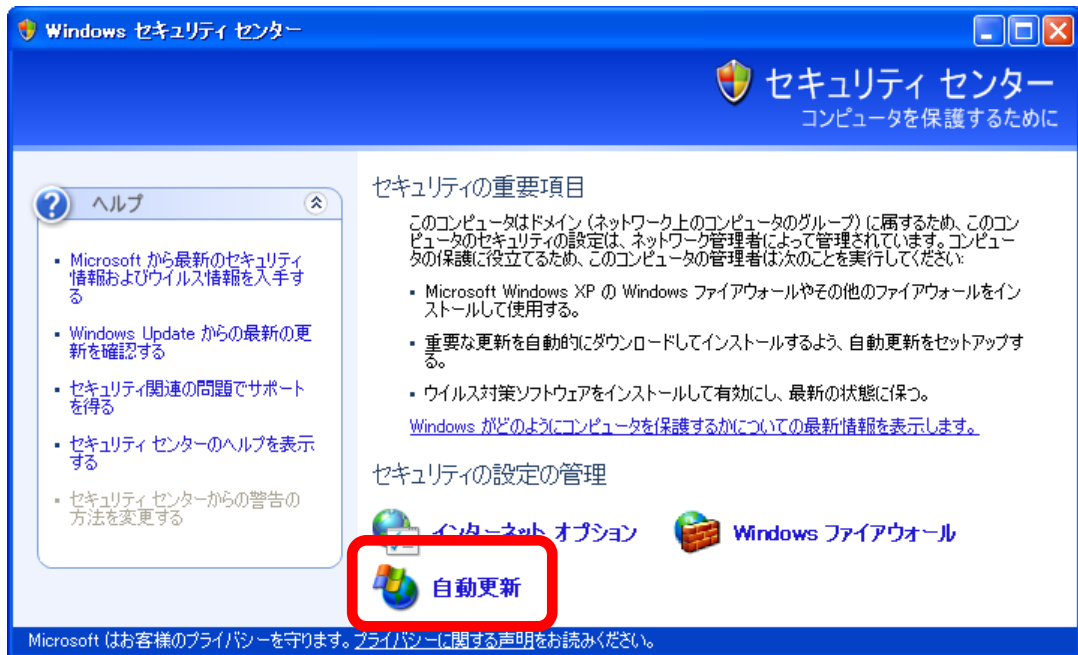 Windows セキュリティ センター
セキュリティ センター
コンピュータを保護するために
ヘルプ
Microsoft から最新のセキュリティ
情報およびウイルス情報を入手す
る
Windows Update からの最新の更
新を確認する
セキュリティ関連の問題でサポート
を得る
セキュリティ センターのヘルプを表示
する
セキュリティ センターからの警告の
方法を変更する
セキュリティの重要項目
このコンピュータはドメイン (ネットワーク上のコンピュータのグループ) に属するため、このコン
ピュータのセキュリティの設定は、ネットワーク管理者によって管理されています。コンピュー
タの保護に役立てるため、このコンピュータの管理者は次のことを実行してください:
Microsoft Windows XP の Windows ファイアウォールやその他のファイアウォールをイン
ストールして使用する。
重要な更新を自動的にダウンロードしてインストールするよう、自動更新をセットアップす
る。
ウイルス対策ソフトウェアをインストールして有効にし、最新の状態に保つ。
Windows がどのようにコンピュータを保護するかについての最新情報を表示します。
セキュリティの設定の管理
インターネット オプション
Windows ファイアウォール
自動更新
Microsoft はお客様のプライバシーを守ります。プライバシーに関する声明をお読みください。